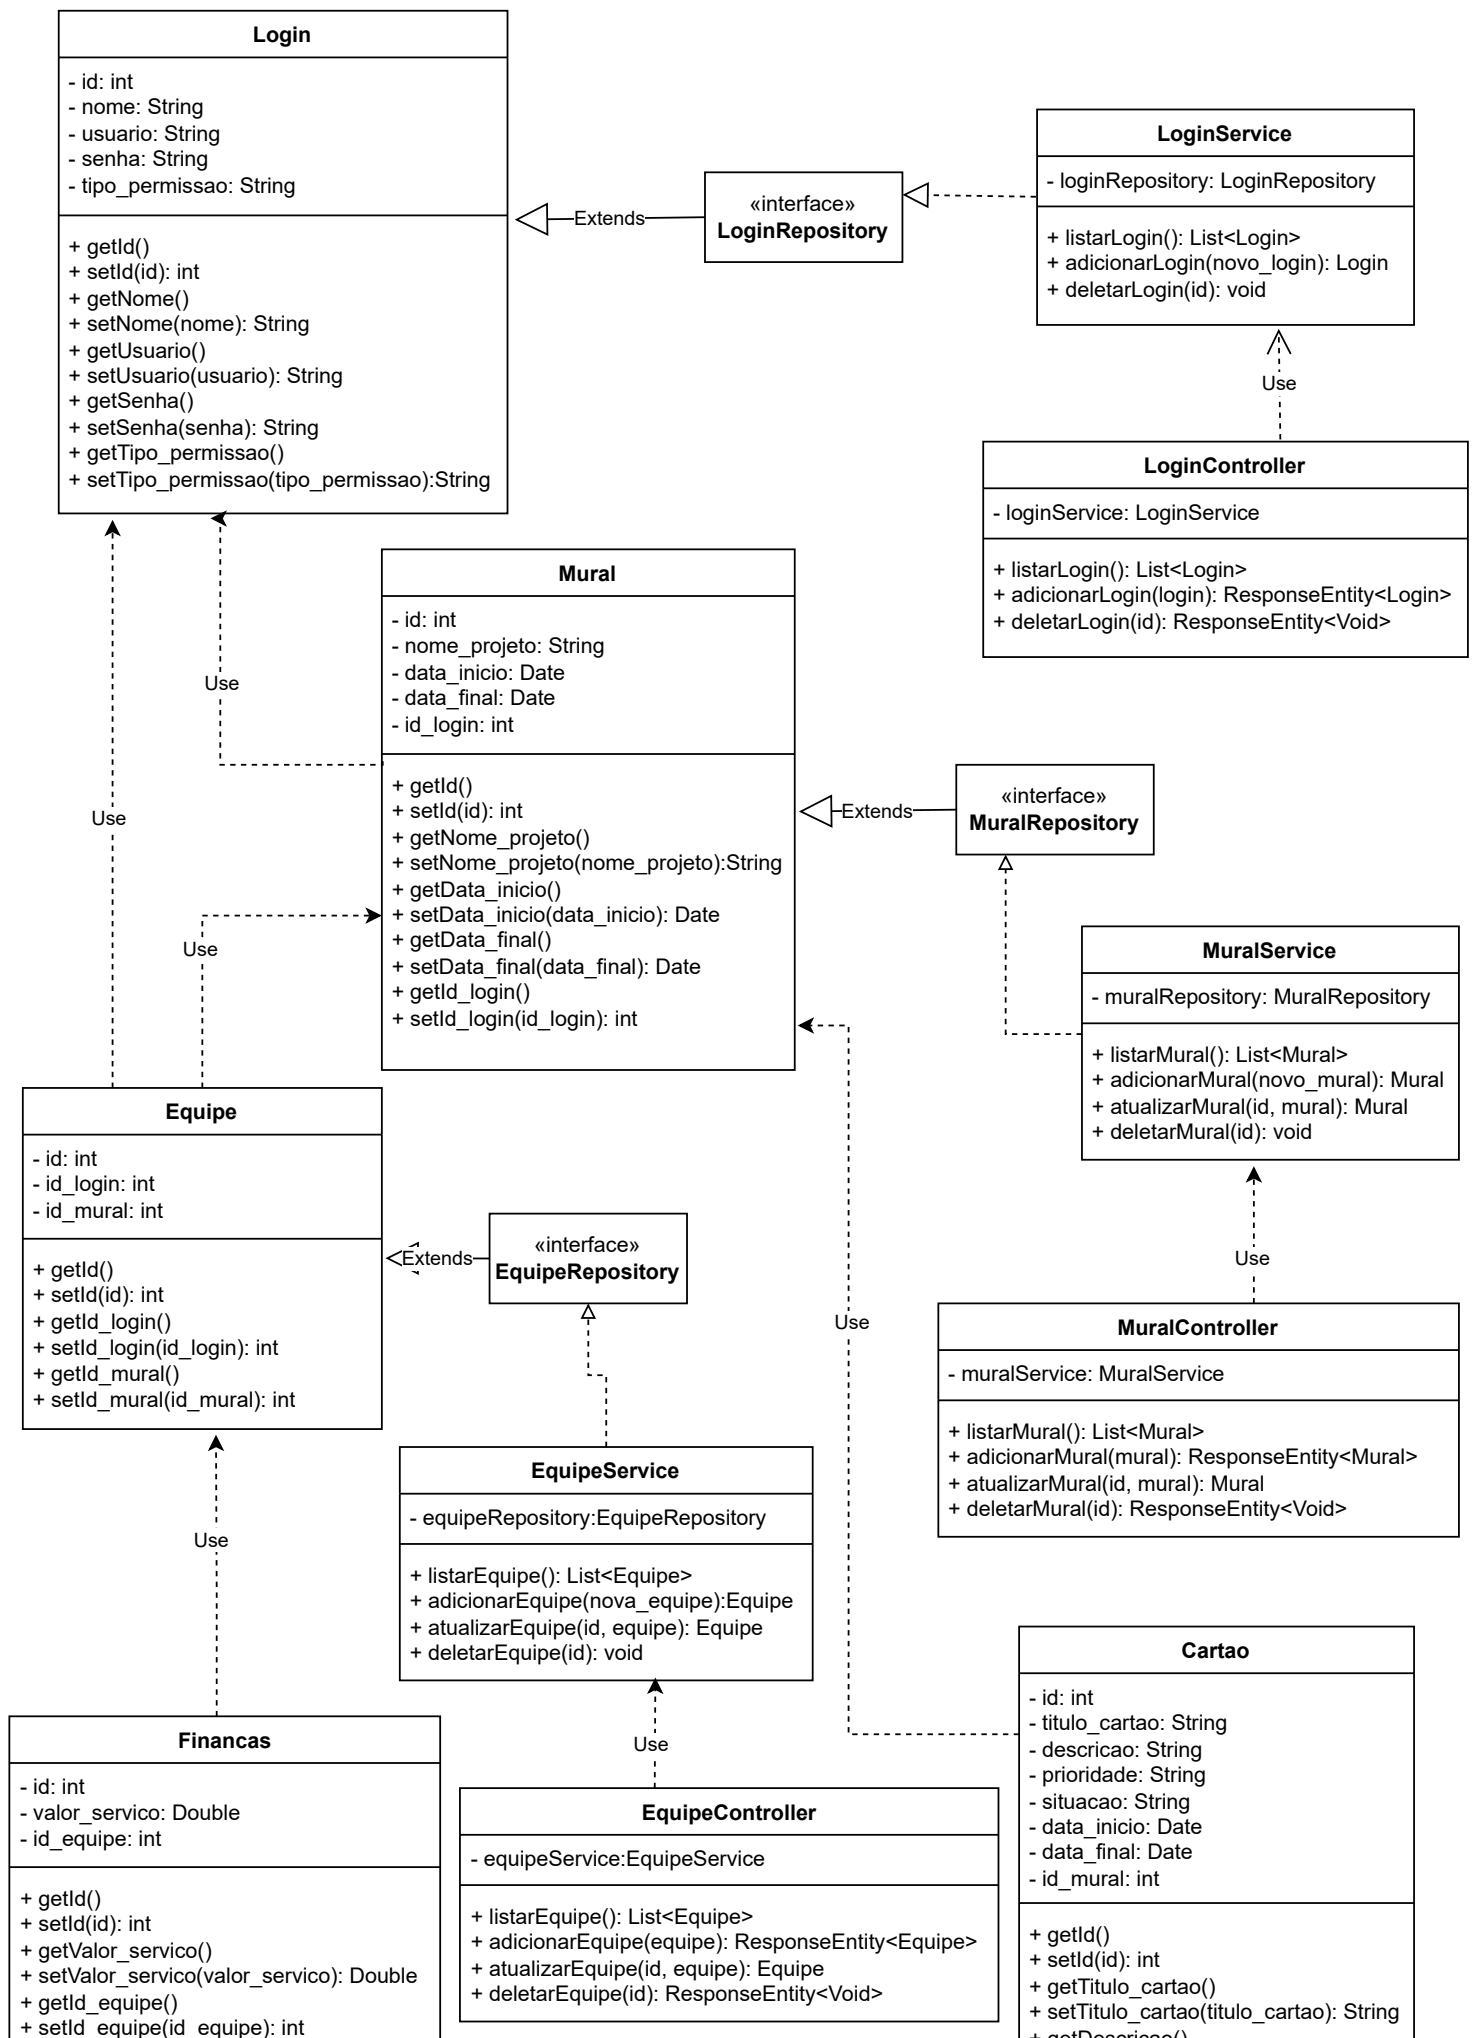 Login
- id: int
- nome: String
- usuario: String
- senha: String
- tipo_permissao: String
+ getId()
+ setId(id): int
+ getNome()
+ setNome(nome): String
+ getUsuario()
+ setUsuario(usuario): String
+ getSenha()
+ setSenha(senha): String
+ getTipo_permissao()
+ setTipo_permissao(tipo_permissao):String
Extends
«interface»
LoginRepository
LoginService
- loginRepository: LoginRepository
+ listarLogin(): List<Login>
+ adicionarLogin(novo_login): Login
+ deletarLogin(id): void
Use
LoginController
- loginService: LoginService
+ listarLogin(): List<Login>
+ adicionarLogin(login): ResponseEntity<Login>
+ deletarLogin(id): ResponseEntity<Void>
Use
Use
Mural
- id: int
- nome_projeto: String
- data_inicio: Date
- data_final: Date
- id_login: int
+ getId()
+ setId(id): int
+ getNome_projeto()
+ setNome_projeto(nome_projeto):String
+ getData_inicio()
+ setData_inicio(data_inicio): Date
+ getData_final()
+ setData_final(data_final): Date
+ getId_login()
+ setId_login(id_login): int
Extends
«interface»
MuralRepository
MuralService
- muralRepository: MuralRepository
+ listarMural(): List<Mural>
+ adicionarMural(novo_mural): Mural
+ atualizarMural(id, mural): Mural
+ deletarMural(id): void
Use
MuralController
- muralService: MuralService
+ listarMural(): List<Mural>
+ adicionarMural(mural): ResponseEntity<Mural>
+ atualizarMural(id, mural): Mural
+ deletarMural(id): ResponseEntity<Void>
Use
Equipe
- id: int
- id_login: int
- id_mural: int
+ getId()
+ setId(id): int
+ getId_login()
+ setId_login(id_login): int
+ getId_mural()
+ setId_mural(id_mural): int
Extends
«interface»
EquipeRepository
Use
EquipeService
- equipeRepository:EquipeRepository
+ listarEquipe(): List<Equipe>
+ adicionarEquipe(nova_equipe):Equipe
+ atualizarEquipe(id, equipe): Equipe
+ deletarEquipe(id): void
Use
Use
EquipeController
- equipeService:EquipeService
+ listarEquipe(): List<Equipe>
+ adicionarEquipe(equipe): ResponseEntity<Equipe>
+ atualizarEquipe(id, equipe): Equipe
+ deletarEquipe(id): ResponseEntity<Void>
Financas
- id: int
- valor_servico: Double
- id_equipe: int
+ getId()
+ setId(id): int
+ getValor_servico()
+ setValor_servico(valor_servico): Double
+ getId_equipe()
+ setId_equipe(id_equipe): int
Cartao
- id: int
- titulo_cartao: String
- descricao: String
- prioridade: String
- situacao: String
- data_inicio: Date
- data_final: Date
- id_mural: int
+ getId()
+ setId(id): int
+ getTitulo_cartao()
+ setTitulo_cartao(titulo_cartao): String
+ getDescricao()